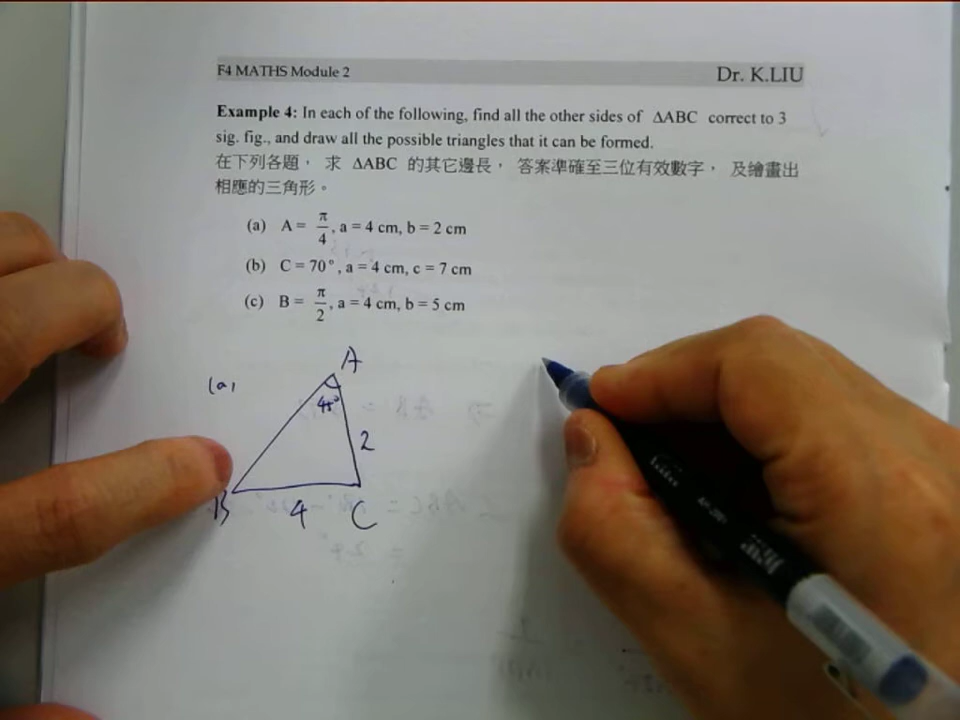 F4 MATHS Module 2 Dr. K.LIU
Example 4: In each of the following, find all the other sides of ΔABC correct to 3
sig. fig., and draw all the possible triangles that it can be formed.
在下列各題， 求 ΔABC 的其它邊長， 答案準確至三位有效數字， 及繪畫出
相應的三角形。
(a) A = π/4, a = 4 cm, b = 2 cm
(b) C = 70°, a = 4 cm, c = 7 cm
(c) B = π/2, a = 4 cm, b = 5 cm
A
(a)
45°
2
B 4 C